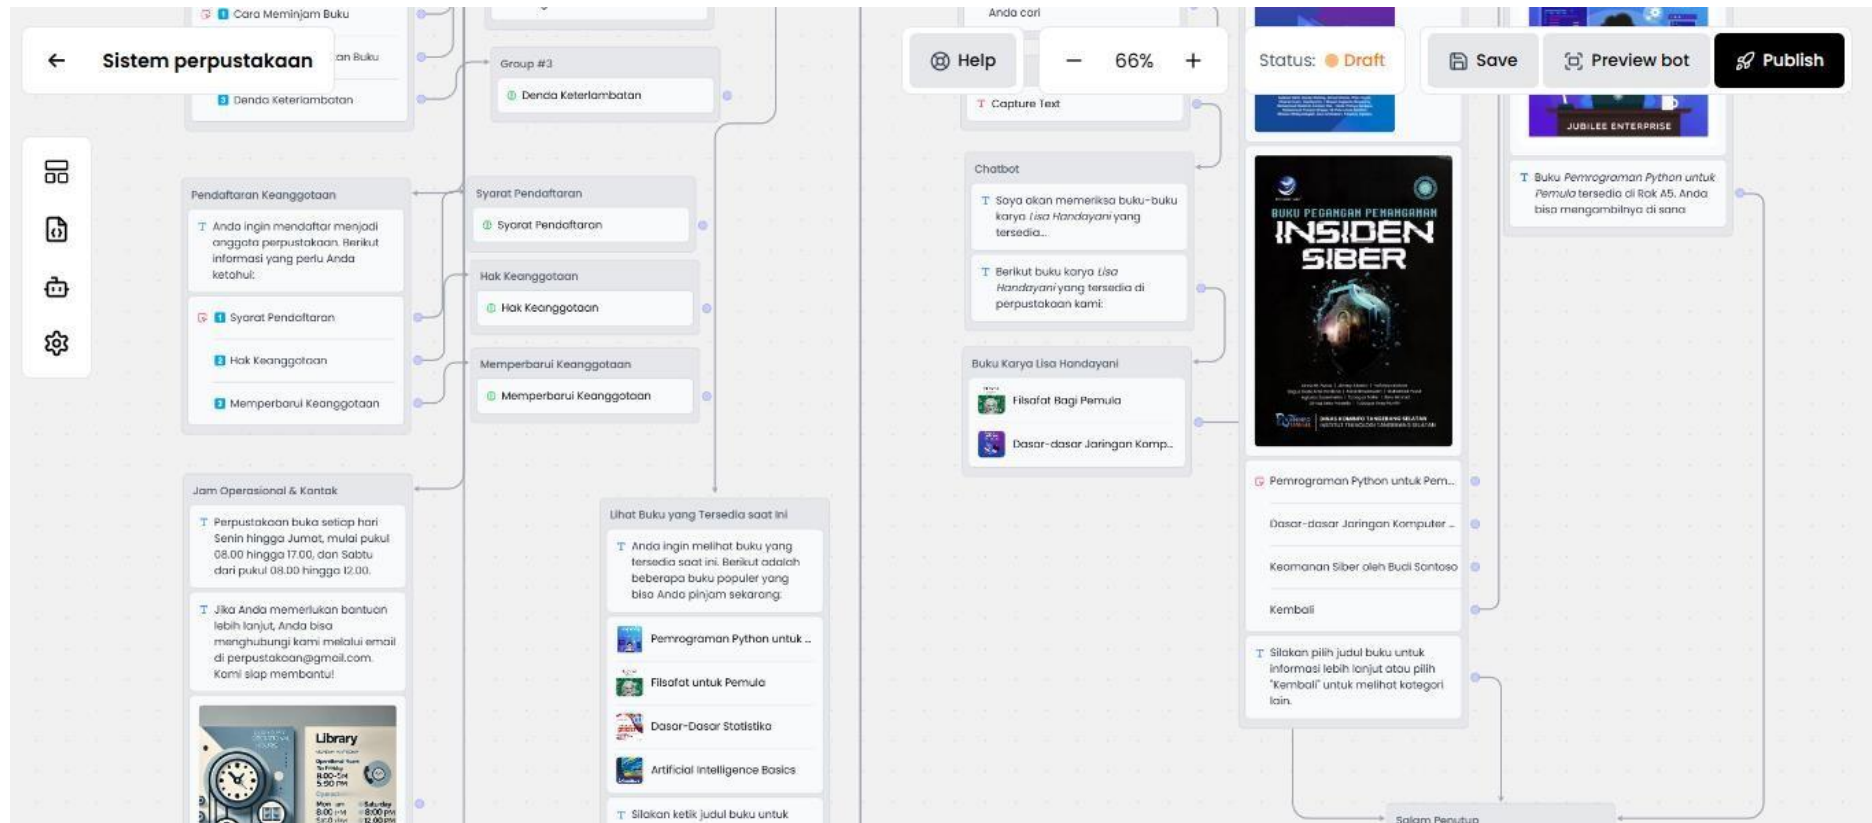 Cara Meminjam Buku
an Buku
Denda Keterlambatan
Sistem perpustakaan
Group #3
Denda Keterlambatan
Anda cari
Capture Text
Help
66%
Status: Draft
Save
Preview bot
Publish
JUBILEE ENTERPRISE
Pendaftaran Keanggotaan
Anda ingin mendaftar menjadi
anggota perpustakaan. Berikut
informasi yang perlu Anda
ketahui:
1 Syarat Pendaftaran
2 Hak Keanggotaan
3 Memperbarui Keanggotaan
Syarat Pendaftaran
Syarat Pendaftaran
Hak Keanggotaan
Hak Keanggotaan
Memperbarui Keanggotaan
Memperbarui Keanggotaan
Jam Operasional & Kontak
Perpustakaan buka setiap hari
Senin hingga Jumat, mulai pukul
08.00 hingga 17.00, dan Sabtu
dari pukul 08.00 hingga 12.00.
Jika Anda memerlukan bantuan
lebih lanjut, Anda bisa
menghubungi kami melalui email
di perpustakaan@gmail.com.
Kami siap membantu!
Library
Lihat Buku yang Tersedia saat Ini
Anda ingin melihat buku yang
tersedia saat ini. Berikut adalah
beberapa buku populer yang
bisa Anda pinjam sekarang:
Pemrograman Python untuk ..
Filsafat untuk Pemula
Dasar-Dasar Statistika
Artificial Intelligence Basics
Silakan ketik judul buku untuk
Chatbot
Saya akan memeriksa buku-buku
karya Lisa Handayani yang
tersedia...
Berikut buku karya Lisa
Handayani yang tersedia di
perpustakaan kami:
Buku Karya Lisa Handayani
Filsafat Bagi Pemula
Dasar-dasar Jaringan Komp...
BUKU PEGANGAN PENANGANAN
INSIDEN
SIBER
DINAS KOMINFO TANGERANG SELATAN
INSTITUT TEKNOLOGI TANGERANG SELATAN
Pemrograman Python untuk Pem...
Dasar-dasar Jaringan Komputer ...
Keamanan Siber oleh Budi Santoso
Kembali
Silakan pilih judul buku untuk
informasi lebih lanjut atau pilih
"Kembali" untuk melihat kategori
lain.
Buku Pemrograman Python untuk
Pemula tersedia di Rak A5. Anda
bisa mengambilnya di sana
Salam Penutup